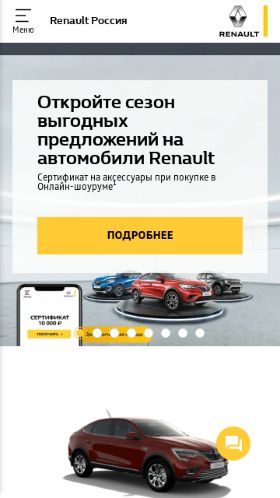 Меню
Renault Россия
RENAULT
Откройте сезон
выгодных
предложений на
автомобили Renault
Сертификат на аксессуары при покупке в
Онлайн-шоуруме¹
ПОДРОБНЕЕ
СЕРТИФИКАТ
10 000 ₽